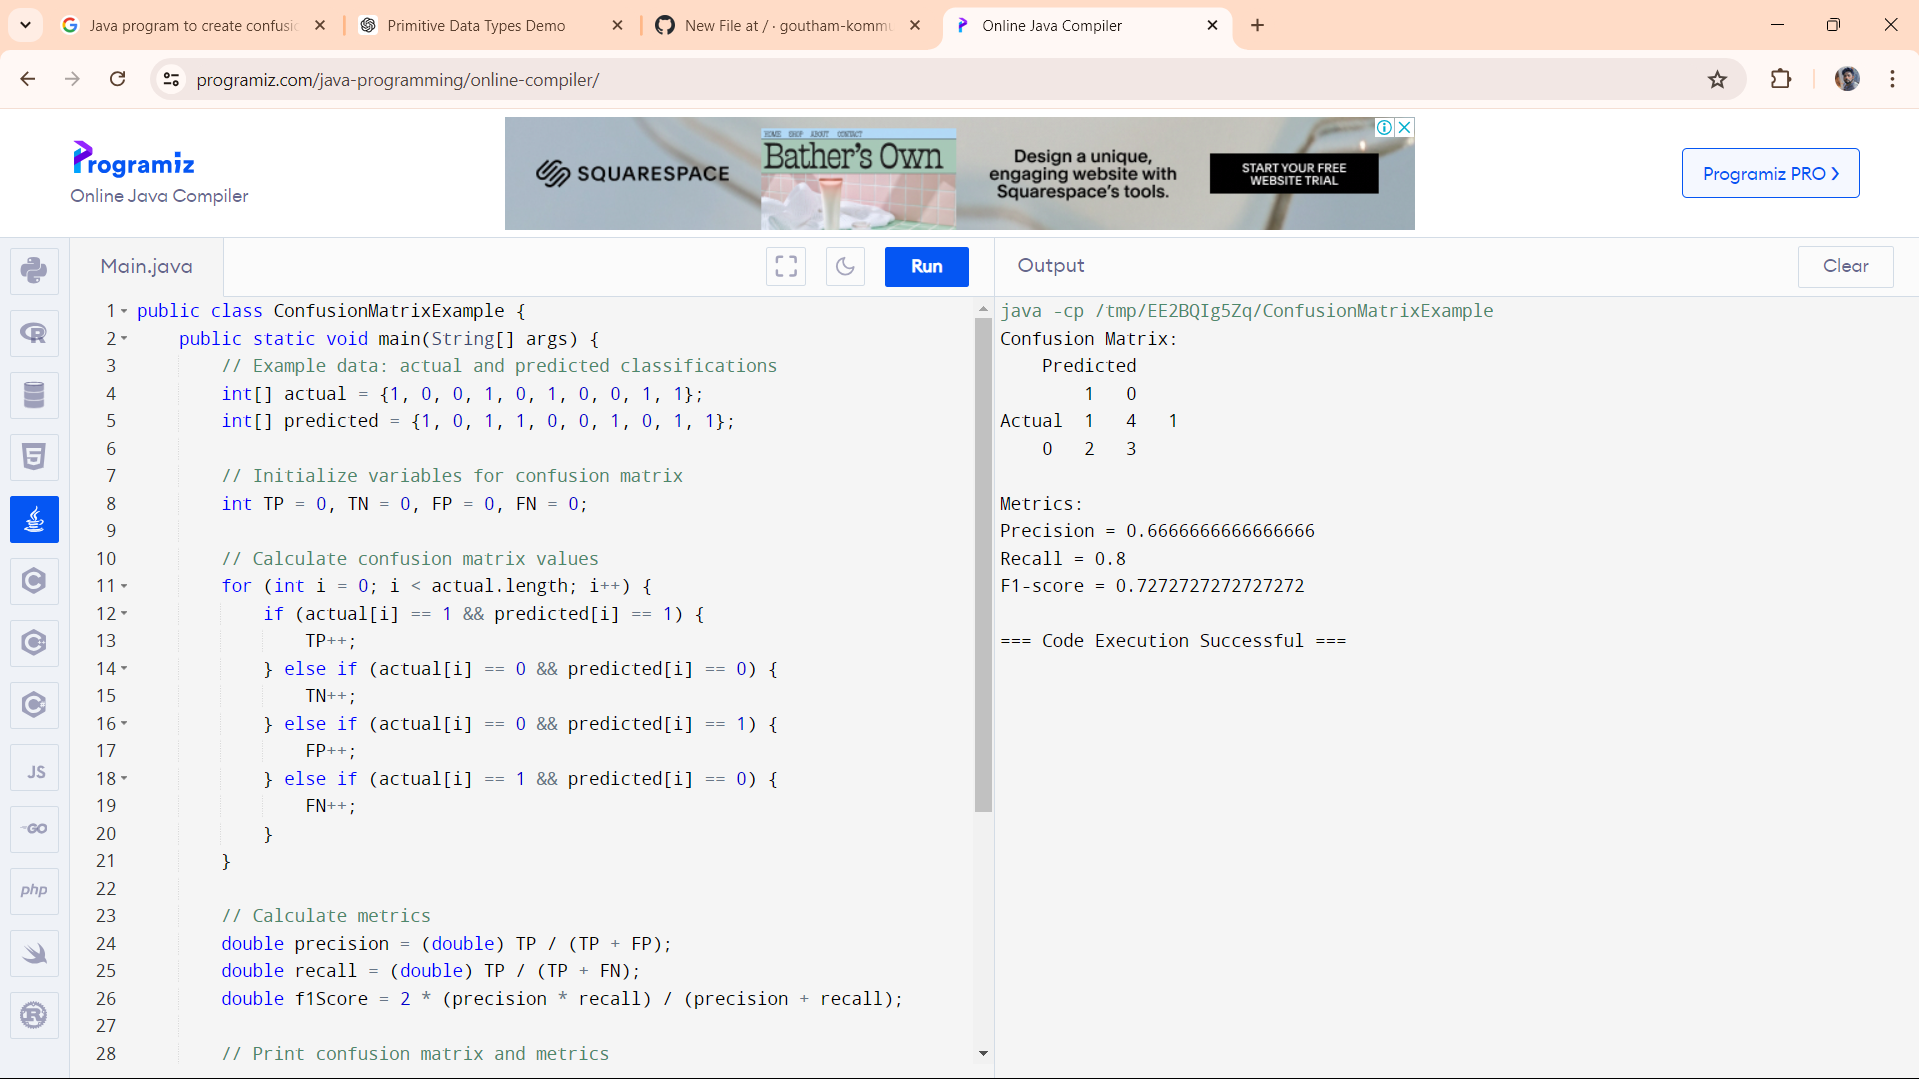 Java program to create confusio
Primitive Data Types Demo
New File at / · goutham-kommu
Online Java Compiler
programiz.com/java-programming/online-compiler/
Programiz
Online Java Compiler
SQUARESPACE
HOME SHOP ABOUT CONTACT
Bather's Own
Design a unique,
engaging website with
Squarespace's tools.
START YOUR FREE
WEBSITE TRIAL
Programiz PRO
Main.java
Run
Output
Clear
1 public class ConfusionMatrixExample {
2 public static void main(String[] args) {
3 // Example data: actual and predicted classifications
4 int[] actual = {1, 0, 0, 1, 0, 1, 0, 0, 1, 1};
5 int[] predicted = {1, 0, 1, 1, 0, 0, 1, 0, 1, 1};
6
7 // Initialize variables for confusion matrix
8 int TP = 0, TN = 0, FP = 0, FN = 0;
9
10 // Calculate confusion matrix values
11 for (int i = 0; i < actual.length; i++) {
12 if (actual[i] == 1 && predicted[i] == 1) {
13 TP++;
14 } else if (actual[i] == 0 && predicted[i] == 0) {
15 TN++;
16 } else if (actual[i] == 0 && predicted[i] == 1) {
17 FP++;
18 } else if (actual[i] == 1 && predicted[i] == 0) {
19 FN++;
20 }
21 }
22
23 // Calculate metrics
24 double precision = (double) TP / (TP + FP);
25 double recall = (double) TP / (TP + FN);
26 double f1Score = 2 * (precision * recall) / (precision + recall);
27
28 // Print confusion matrix and metrics
java -cp /tmp/EE2BQIg5Zq/ConfusionMatrixExample
Confusion Matrix:
Predicted
1 0
Actual 1 4 1
0 2 3
Metrics:
Precision = 0.6666666666666666
Recall = 0.8
F1-score = 0.7272727272727272
=== Code Execution Successful ===
R
5
C
C
C
JS
GO
php
R